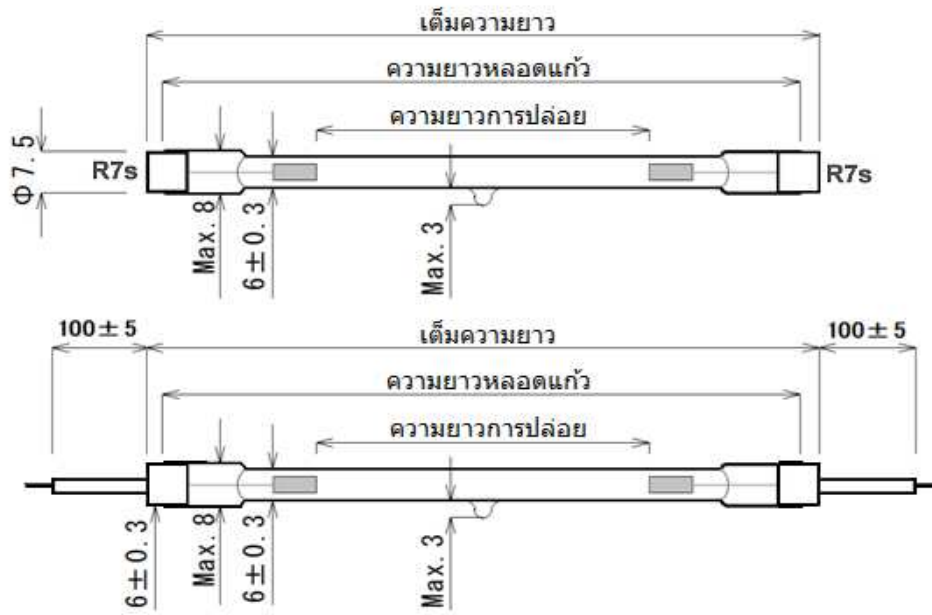 เต็มความยาว
ความยาวหลอดแก้ว
ความยาวการปล่อย
Φ7.5
R7s
R7s
Max.8
6±0.3
Max.3
100±5
เต็มความยาว
100±5
ความยาวหลอดแก้ว
ความยาวการปล่อย
6±0.3
Max.8
6±0.3
Max.3